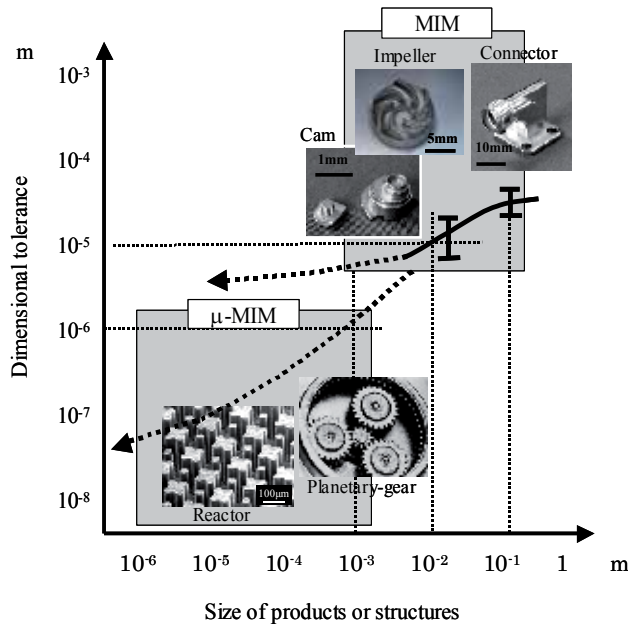 MIM
m
Impeller
Connector
10⁻³
5mm
10mm
Cam
1mm
10⁻⁴
10⁻⁵
Dimensional tolerance
μ-MIM
10⁻⁶
10⁻⁷
100μm
Planetary-gear
10⁻⁸
Reactor
10⁻⁶ 10⁻⁵ 10⁻⁴ 10⁻³ 10⁻² 10⁻¹ 1 m
Size of products or structures